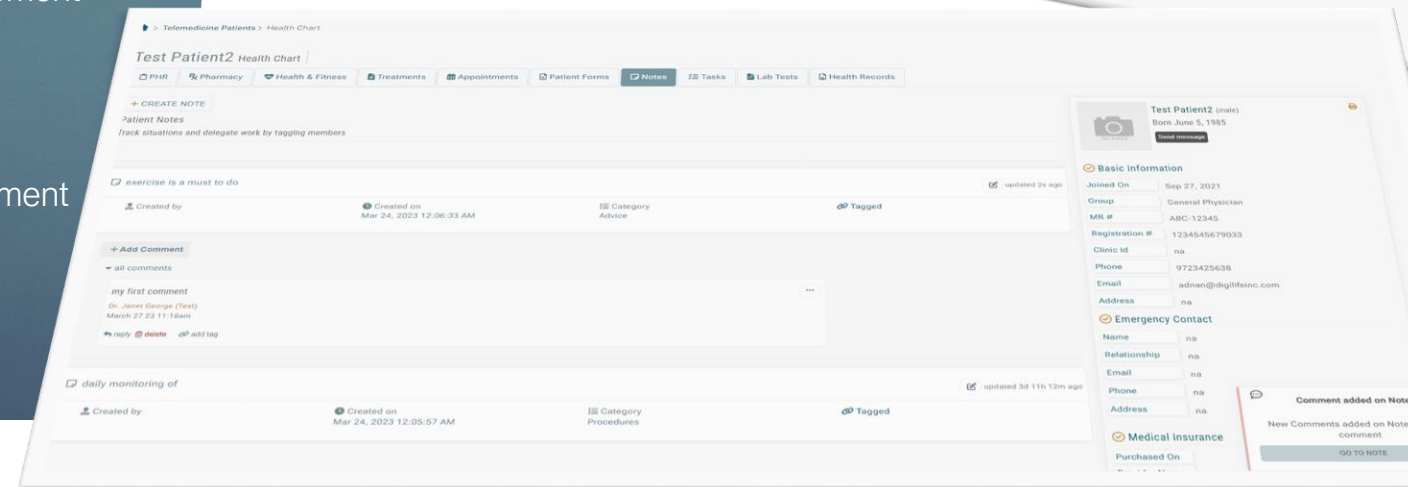 ment
ment
> Telemedicine Patients > Health Chart
Test Patient2 Health Chart
PHR Pharmacy Health & Fitness Treatments Appointments Patient Forms Notes Tasks Lab Tests Health Records
+ CREATE NOTE
Patient Notes
Track situations and delegate work by tagging members
exercise is a must to do
updated 2s ago
Created by Created on Category Tagged
Mar 24, 2023 12:06:33 AM Advice
+Add Comment
all comments
my first comment
...
Dr. Janet George (Test)
March 27 23 11:18am
reply delete add tag
daily monitoring of
updated 3d 11h 12m ago
Created by Created on Category Tagged
Mar 24, 2023 12:05:57 AM Procedures
Test Patient2 (male)
Born June 5, 1985
NO IMAGE
Send message
Basic Information
Joined On Sep 27, 2021
Group General Physician
MR # ABC-12345
Registration # 1234545679033
Clinic Id na
Phone 9723425638
Email adnan@digilifeinc.com
Address na
Emergency Contact
Name na
Relationship na
Email na
Phone na
Address na
Medical Insurance
Purchased On
Comment added on Note
New Comments added on Note
comment
GO TO NOTE